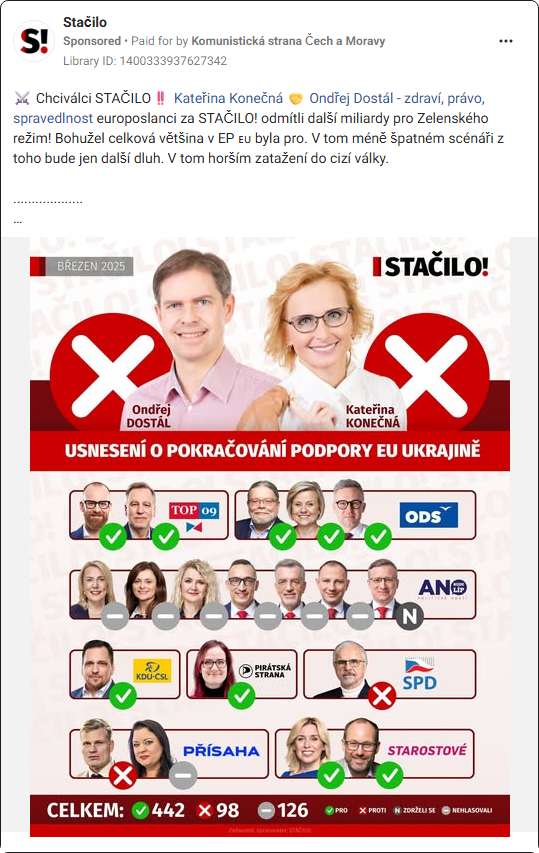 Stačilo
Sponsored • Paid for by Komunistická strana Čech a Moravy
Library ID: 1400333937627342
⚔️ Chciválci STAČILO‼️ Kateřina Konečná 🤝 Ondřej Dostál - zdraví, právo,
spravedlnost europoslanci za STAČILO! odmítli další miliardy pro Zelenského
režim! Bohužel celková většina v EP ᴇᴜ byla pro. V tom méně špatném scénáři z
toho bude jen další dluh. V tom horším zatažení do cizí války.
...................
...
BŘEZEN 2025
STAČILO!
Ondřej
DOSTÁL
Kateřina
KONEČNÁ
USNESENÍ O POKRAČOVÁNÍ PODPORY EU UKRAJINĚ
TOP 09
ODS
ANO
N
KDU-ČSL
PIRÁTSKÁ
STRANA
SPD
PŘÍSAHA
STAROSTOVÉ
CELKEM: 442 98 126 PRO PROTI N ZDRŽELI SE NEHLASOVALI